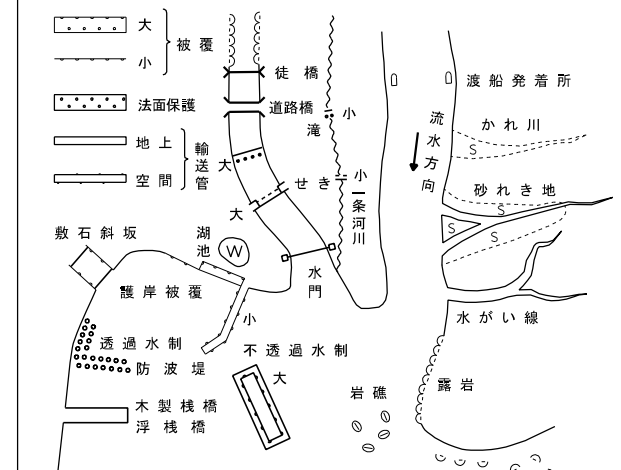 大
小
被覆
法面保護
地上
空間
輸送管
徒橋
道路橋
小
滝
大
せき
小
大
一条河川
渡船発着所
流水方向
かれ川
S
砂れき地
S
S
S
敷石斜坂
湖池
W
護岸被覆
水門
小
水がい線
透過水制
不透過水制
防波堤
大
木製桟橋
浮桟橋
岩礁
露岩